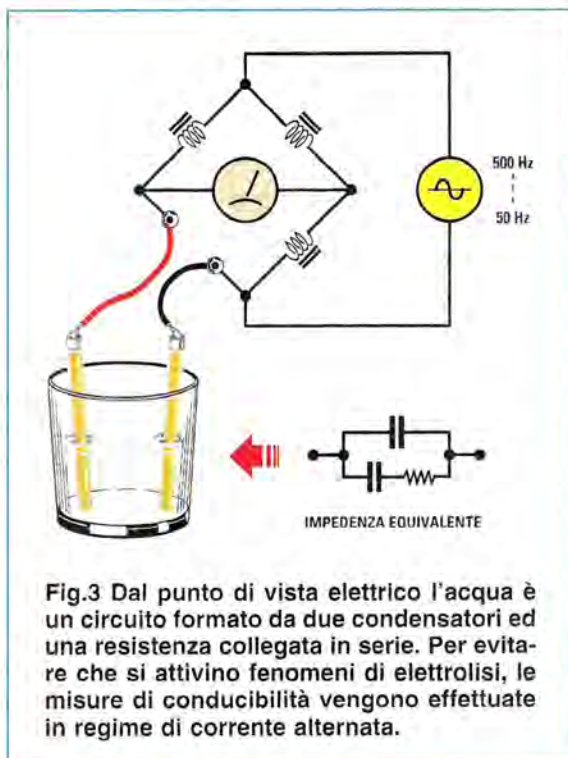 500 Hz
50 Hz
IMPEDENZA EQUIVALENTE
Fig.3 Dal punto di vista elettrico l'acqua è
un circuito formato da due condensatori ed
una resistenza collegata in serie. Per evita-
re che si attivino fenomeni di elettrolisi, le
misure di conducibilità vengono effettuate
in regime di corrente alternata.